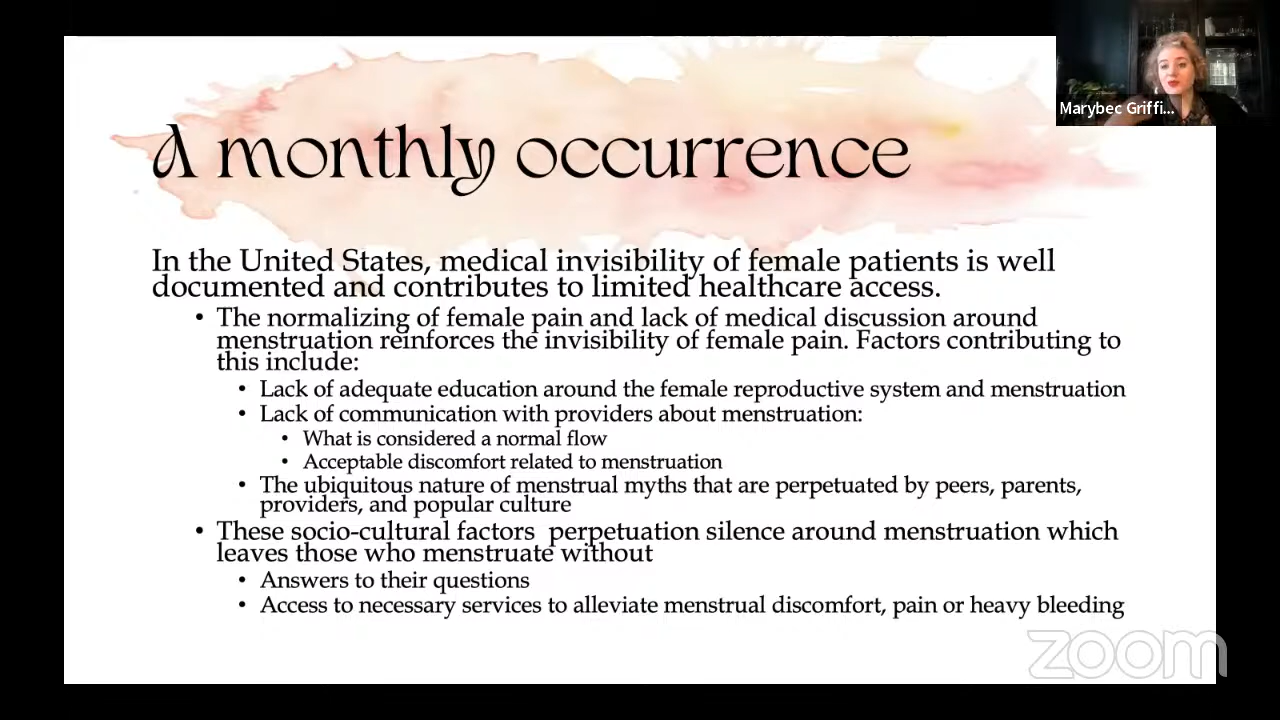 Marybec Griffi...
A monthly occurrence
In the United States, medical invisibility of female patients is well
documented and contributes to limited healthcare access.
• The normalizing of female pain and lack of medical discussion around
menstruation reinforces the invisibility of female pain. Factors contributing to
this include:
• Lack of adequate education around the female reproductive system and menstruation
• Lack of communication with providers about menstruation:
• What is considered a normal flow
• Acceptable discomfort related to menstruation
• The ubiquitous nature of menstrual myths that are perpetuated by peers, parents,
providers, and popular culture
• These socio-cultural factors  perpetuation silence around menstruation which
leaves those who menstruate without
• Answers to their questions
• Access to necessary services to alleviate menstrual discomfort, pain or heavy bleeding
zoom